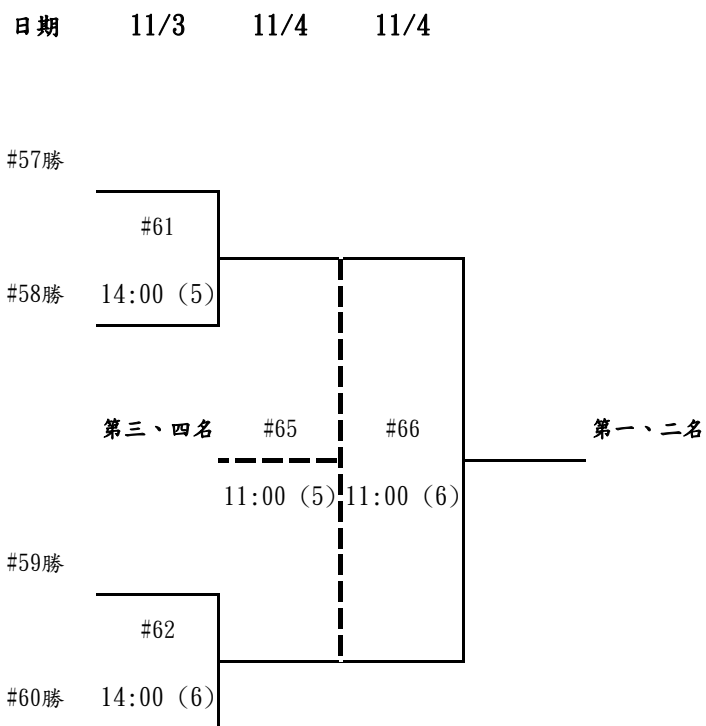 日期 11/3 11/4 11/4
#57勝
#61
#58勝 14:00 (5)
第三、四名 #65 #66 第一、二名
11:00 (5) 11:00 (6)
#59勝
#62
#60勝 14:00 (6)